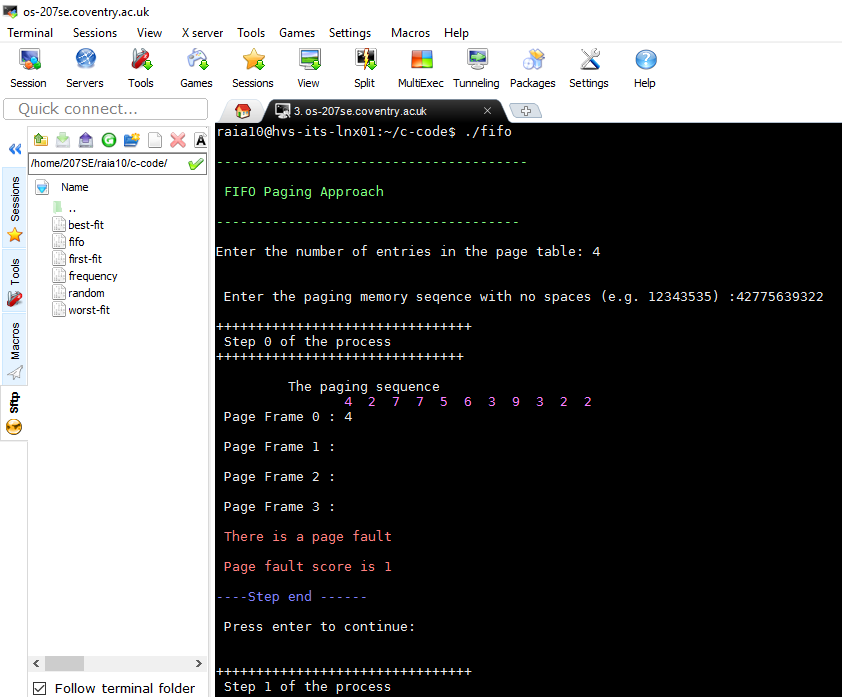 os-207se.coventry.ac.uk
Terminal Sessions View X server Tools Games Settings Macros Help
Session Servers Tools Games Sessions View Split MultiExec Tunneling Packages Settings Help
Quick connect...
3. os-207se.coventry.ac.uk
/home/207SE/raia10/c-code/
Name
..
best-fit
fifo
first-fit
frequency
random
worst-fit
Sessions
Tools
Macros
Sftp
Follow terminal folder
raia10@hvs-its-lnx01:~/c-code$ ./fifo
---------------------------------------
FIFO Paging Approach
--------------------------------------
Enter the number of entries in the page table: 4
Enter the paging memory seqence with no spaces (e.g. 12343535) :42775639322
++++++++++++++++++++++++++++++++
Step 0 of the process
+++++++++++++++++++++++++++++++
The paging sequence
4 2 7 7 5 6 3 9 3 2 2
Page Frame 0 : 4
Page Frame 1 :
Page Frame 2 :
Page Frame 3 :
There is a page fault
Page fault score is 1
----Step end ------
Press enter to continue:
++++++++++++++++++++++++++++++++
Step 1 of the process